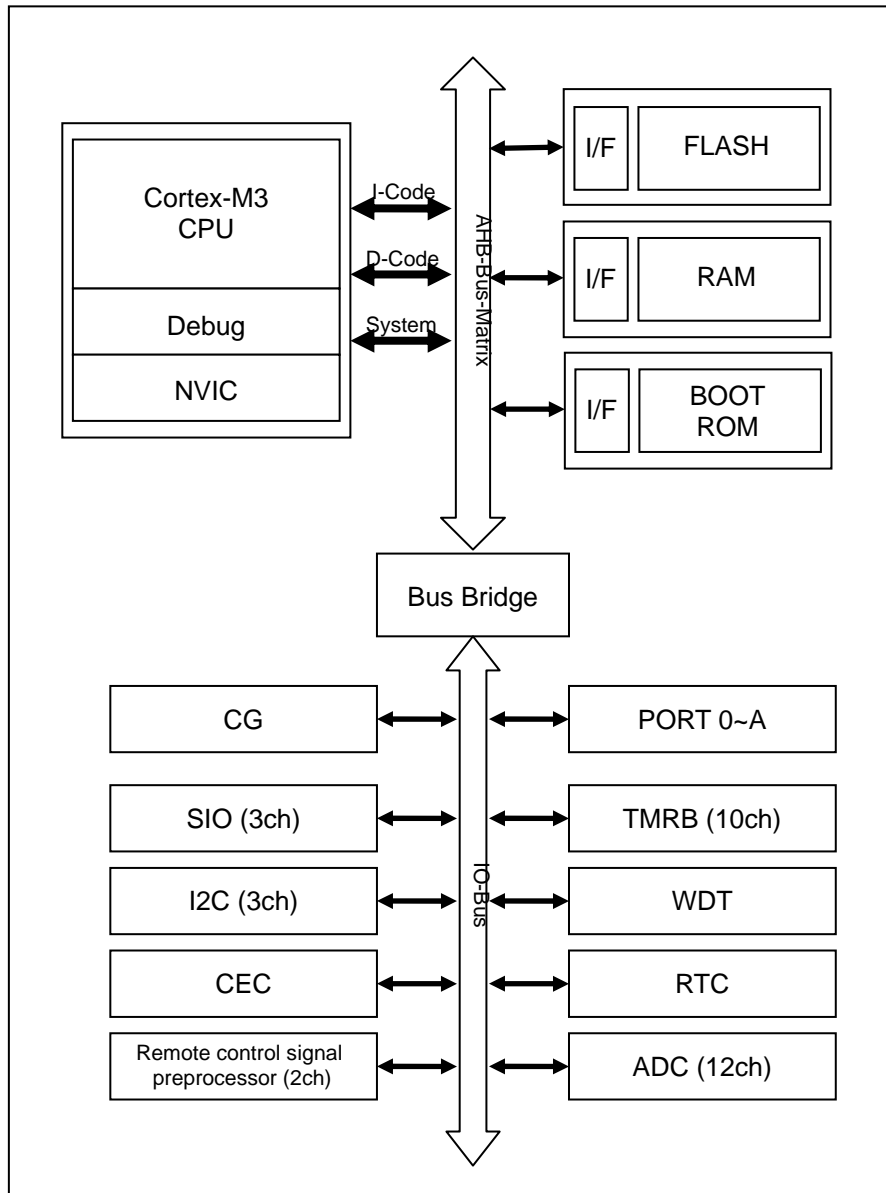 Cortex-M3
CPU
Debug
NVIC
I-Code
D-Code
System
AHB-Bus-Matrix
I/F
FLASH
I/F
RAM
I/F
BOOT
ROM
Bus Bridge
IO-Bus
CG
PORT 0~A
SIO (3ch)
TMRB (10ch)
I2C (3ch)
WDT
CEC
RTC
Remote control signal
preprocessor (2ch)
ADC (12ch)